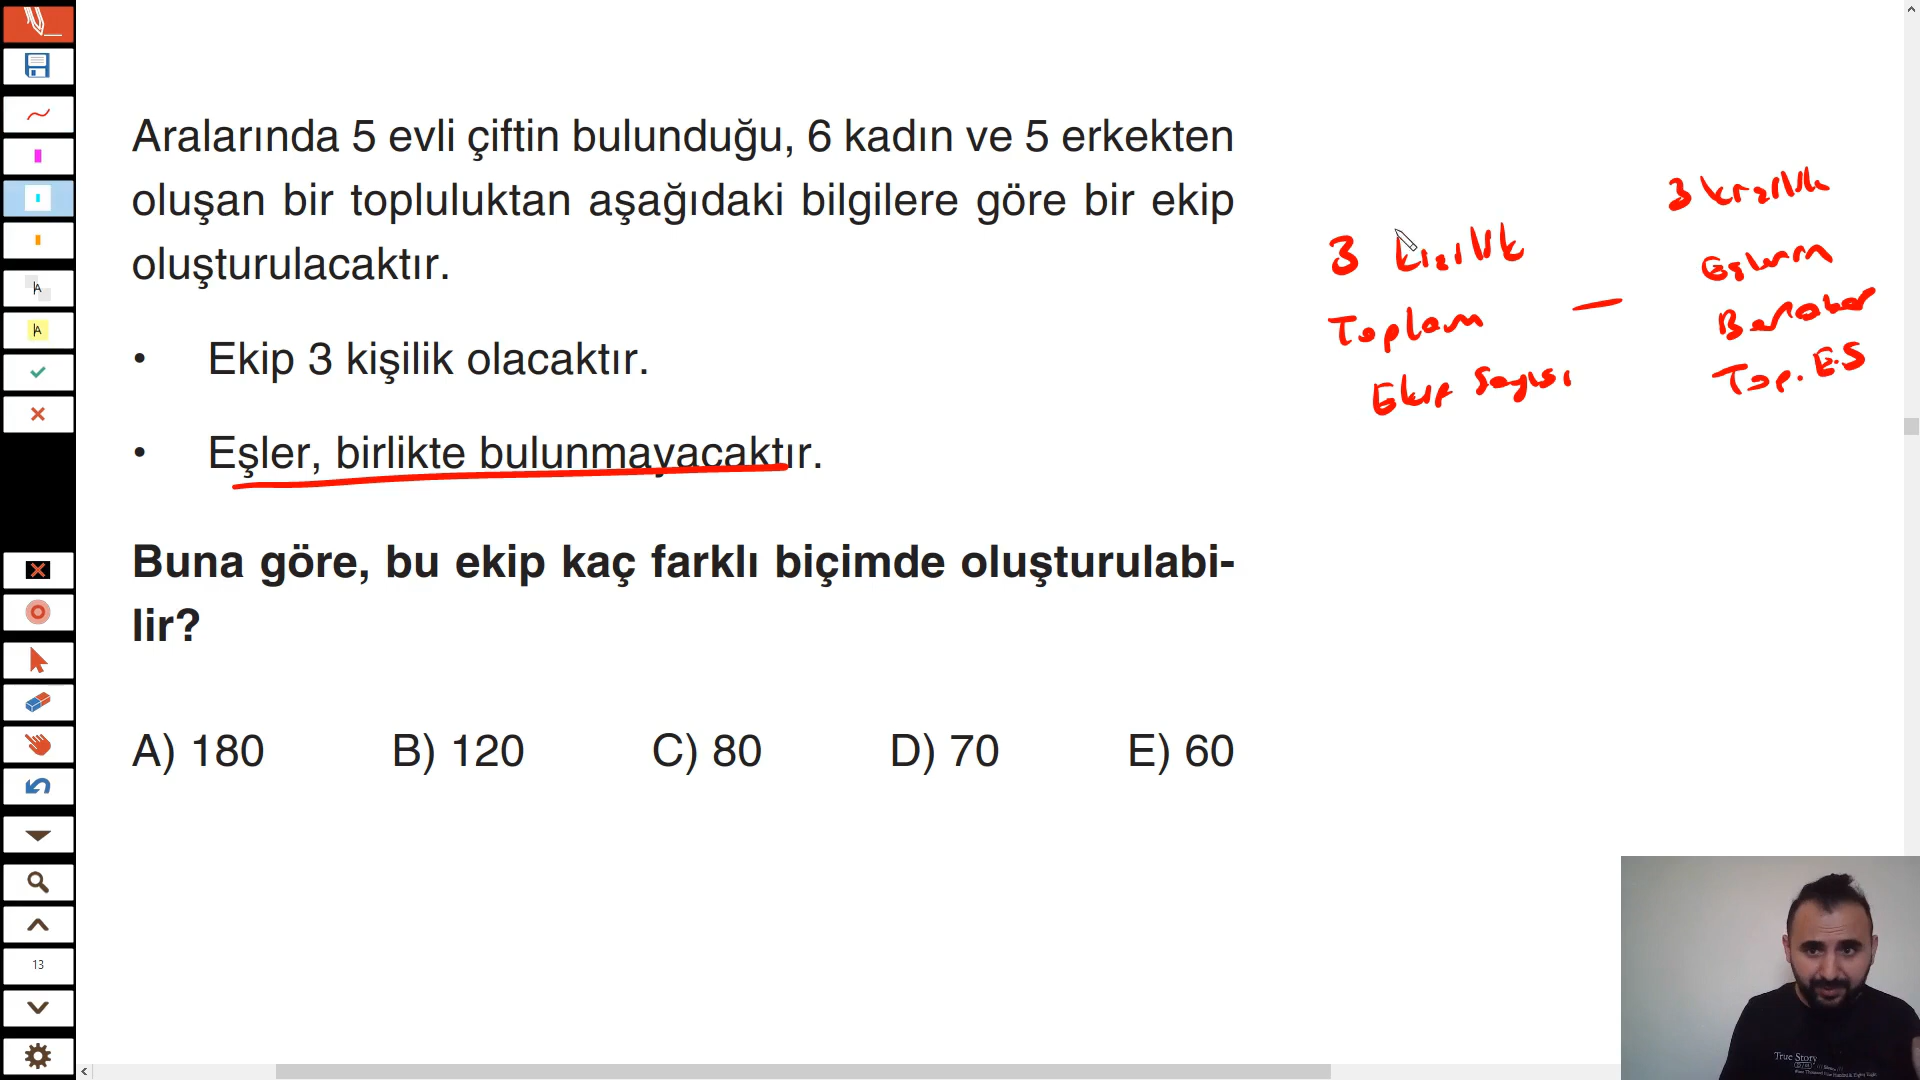 Aralarında 5 evli çiftin bulunduğu, 6 kadın ve 5 erkekten
oluşan bir topluluktan aşağıdaki bilgilere göre bir ekip
oluşturulacaktır.
• Ekip 3 kişilik olacaktır.
• Eşler, birlikte bulunmayacaktır.
Buna göre, bu ekip kaç farklı biçimde oluşturulabi-
lir?
A) 180 B) 120 C) 80 D) 70 E) 60
3 kişilik
Toplam
Ekip Sayısı
—
3 kişilik
Eşlerin
Beraber
Top. E.S
13
True Story